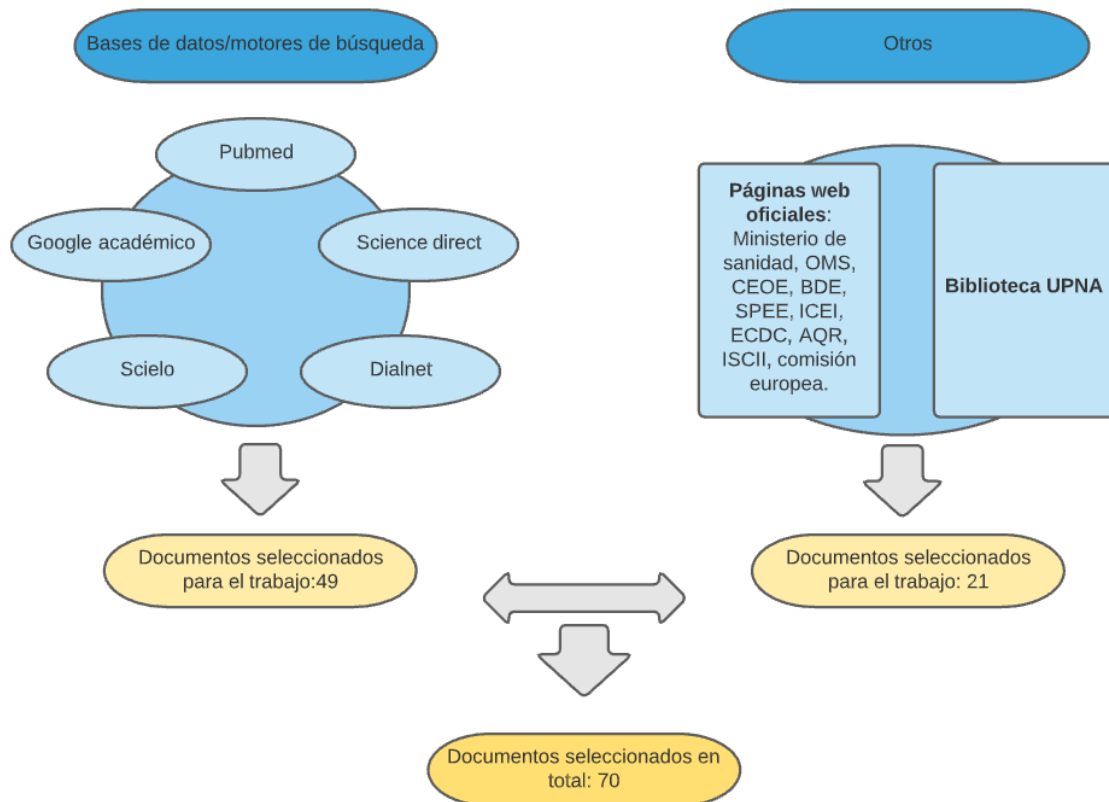 Bases de datos/motores de búsqueda
Otros
Pubmed
Google académico
Science direct
Scielo
Dialnet
Páginas web
oficiales:
Ministerio de
sanidad, OMS,
CEOE, BDE,
SPEE, ICEI,
ECDC, AQR,
ISCII, comisión
europea.
Biblioteca UPNA
Documentos seleccionados
para el trabajo:49
Documentos seleccionados
para el trabajo: 21
Documentos seleccionados en
total: 70